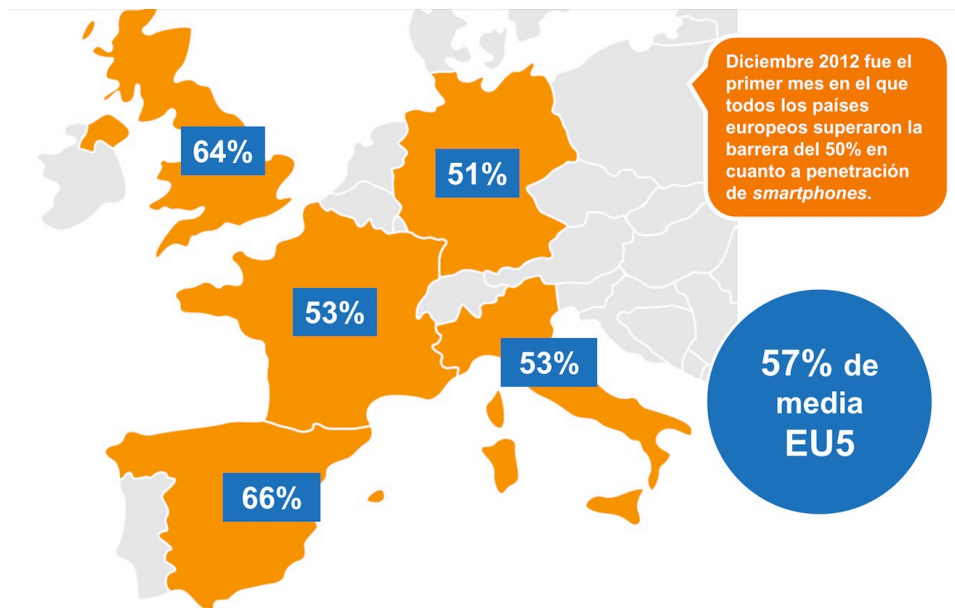 Diciembre 2012 fue el
primer mes en el que
todos los países
europeos superaron la
barrera del 50% en
cuanto a penetración
de smartphones.
64%
51%
53%
53%
66%
57% de
media
EU5